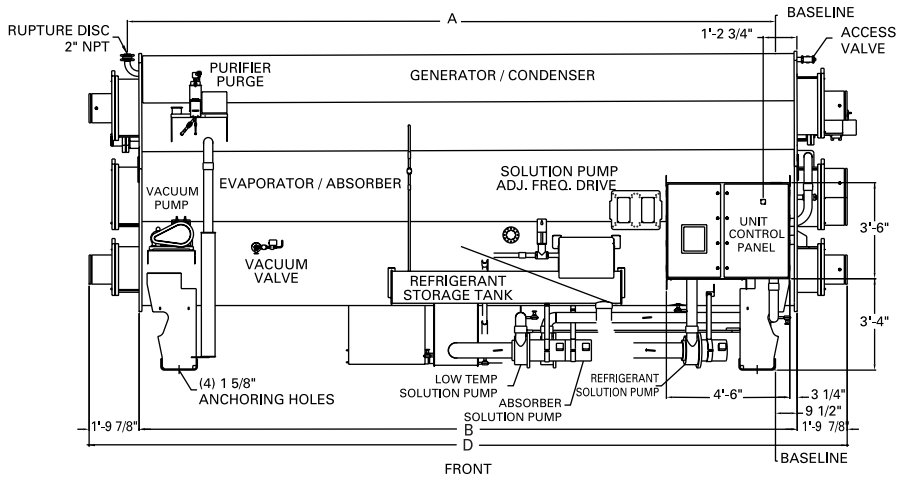 A
BASELINE
RUPTURE DISC
2" NPT
1'-2 3/4"
ACCESS
VALVE
PURIFIER
PURGE
GENERATOR / CONDENSER
EVAPORATOR / ABSORBER
SOLUTION PUMP
ADJ. FREQ. DRIVE
VACUUM
PUMP
UNIT
CONTROL
PANEL
3'-6"
VACUUM
VALVE
REFRIGERANT
STORAGE TANK
3'-4"
(4) 1 5/8"
ANCHORING HOLES
LOW TEMP
SOLUTION PUMP
ABSORBER
SOLUTION PUMP
REFRIGERANT
SOLUTION PUMP
4'-6"
3 1/4"
9 1/2"
1'-9 7/8"
B
1'-9 7/8"
D
BASELINE
FRONT